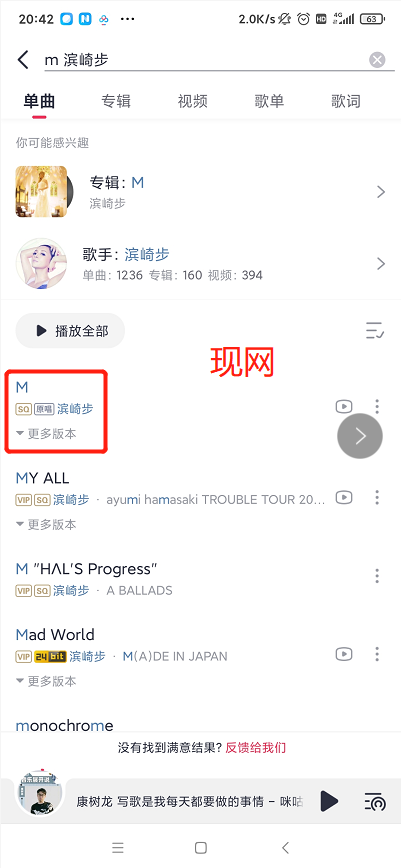 20:42 2.0K/s HD 4G 63
m 滨崎步
单曲 专辑 视频 歌单 歌词
你可能感兴趣
专辑：M
滨崎步
歌手：滨崎步
单曲：1236 专辑：160 视频：394
播放全部
现网
M
SQ 原唱 滨崎步
更多版本
MY ALL
VIP SQ 滨崎步 · ayumi hamasaki TROUBLE TOUR 20...
更多版本
M "HΛL'S Progress"
VIP SQ 滨崎步 · A BALLADS
Mad World
VIP 24bit 滨崎步 · M(A)DE IN JAPAN
更多版本
monochrome
没有找到满意结果? 反馈给我们
康树龙 写歌是我每天都要做的事情 - 咪咕